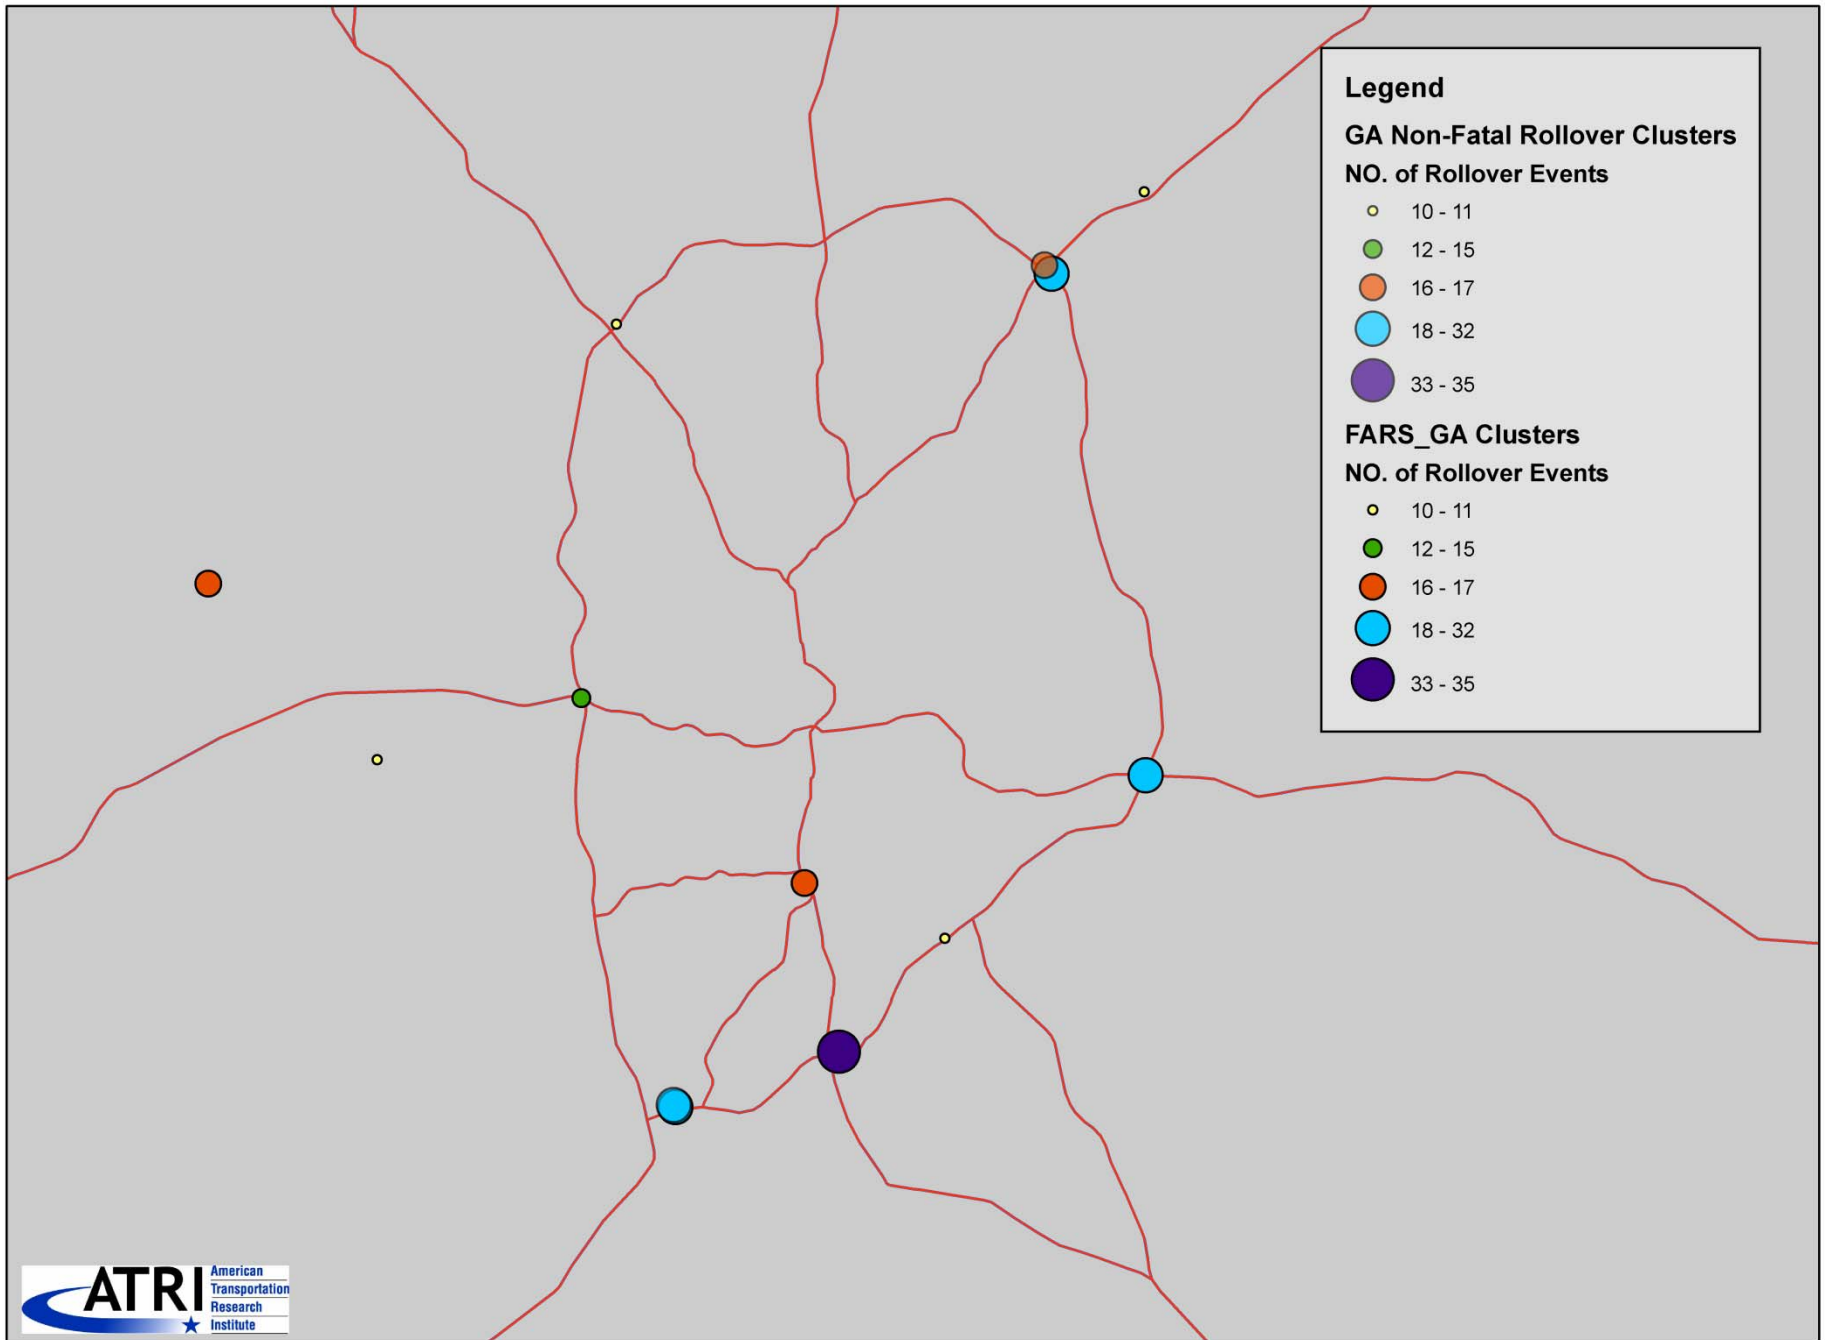 Legend
GA Non-Fatal Rollover Clusters
NO. of Rollover Events
10 - 11
12 - 15
16 - 17
18 - 32
33 - 35
FARS_GA Clusters
NO. of Rollover Events
10 - 11
12 - 15
16 - 17
18 - 32
33 - 35
ATRI
American
Transportation
Research
Institute